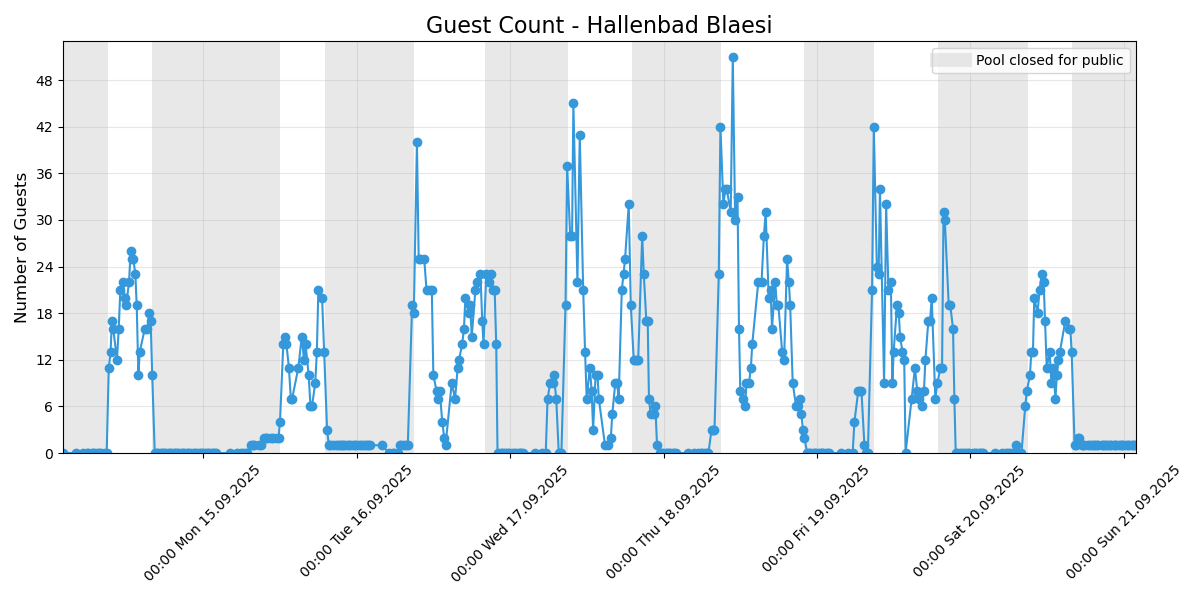 Guest Count - Hallenbad Blaesi
Pool closed for public
Number of Guests
48
42
36
30
24
18
12
6
0
00:00 Mon 15.09.2025
00:00 Tue 16.09.2025
00:00 Wed 17.09.2025
00:00 Thu 18.09.2025
00:00 Fri 19.09.2025
00:00 Sat 20.09.2025
00:00 Sun 21.09.2025